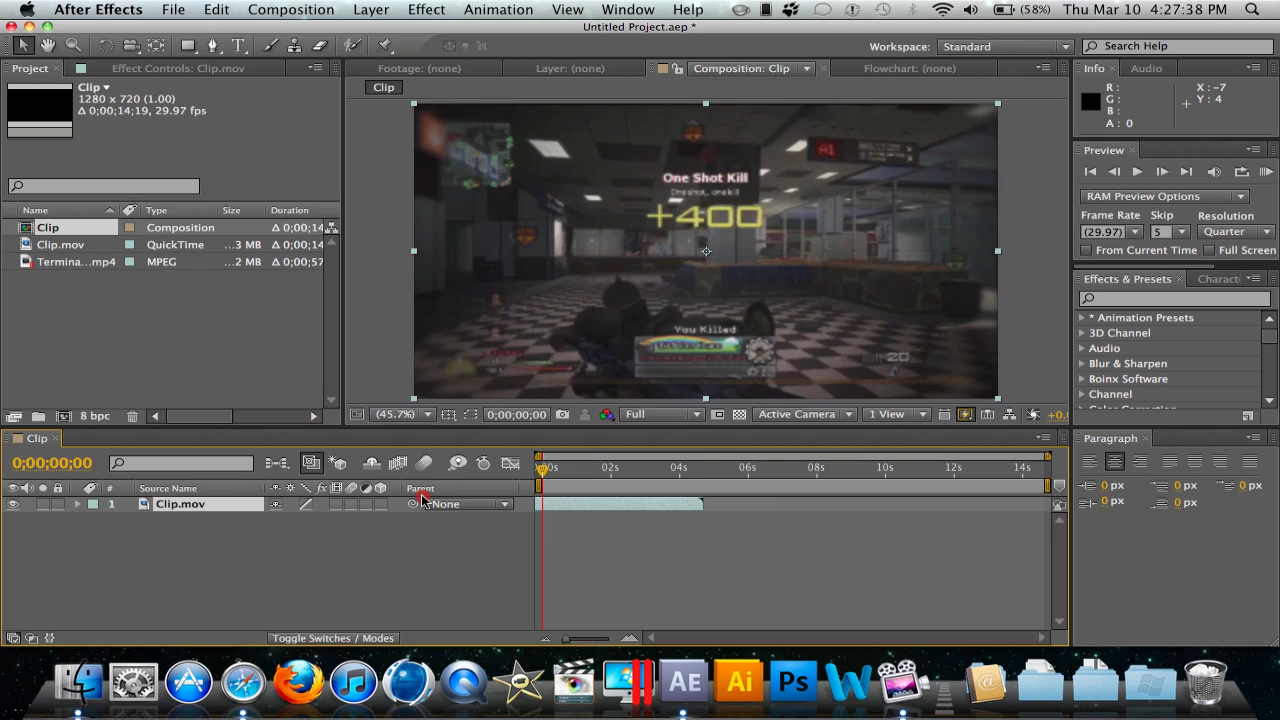 After Effects File Edit Composition Layer Effect Animation View Window Help (58%) Thu Mar 10 4:27:38 PM
Untitled Project.aep *
Workspace: Standard Search Help
Project Effect Controls: Clip.mov Footage: (none) Layer: (none) Composition: Clip Flowchart: (none) Info Audio
Clip
1280 x 720 (1.00)
Δ 0;00;14;19, 29.97 fps
Clip
R :
G :
B :
A : 0
X : -7
Y : 4
Name Type Size Duration
Clip Composition Δ 0;00;14
Clip.mov QuickTime ...3 MB Δ 0;00;14
Termina...mp4 MPEG ...2 MB Δ 0;00;57
8 bpc
A1
One Shot Kill
One shot, one kill
+400
You Killed
20
(45.7%) 0;00;00;00 Full Active Camera 1 View +0.
Preview
RAM Preview Options
Frame Rate Skip Resolution
(29.97) 5 Quarter
From Current Time Full Screen
Effects & Presets Charact
* Animation Presets
3D Channel
Audio
Blur & Sharpen
Boinx Software
Channel
Clip
0;00;00;00
02s 04s 06s 08s 10s 12s 14s
# Source Name Parent
1 Clip.mov None
Toggle Switches / Modes
Paragraph
0 px 0 px 0 px
0 px 0 px
AE Ai Ps W